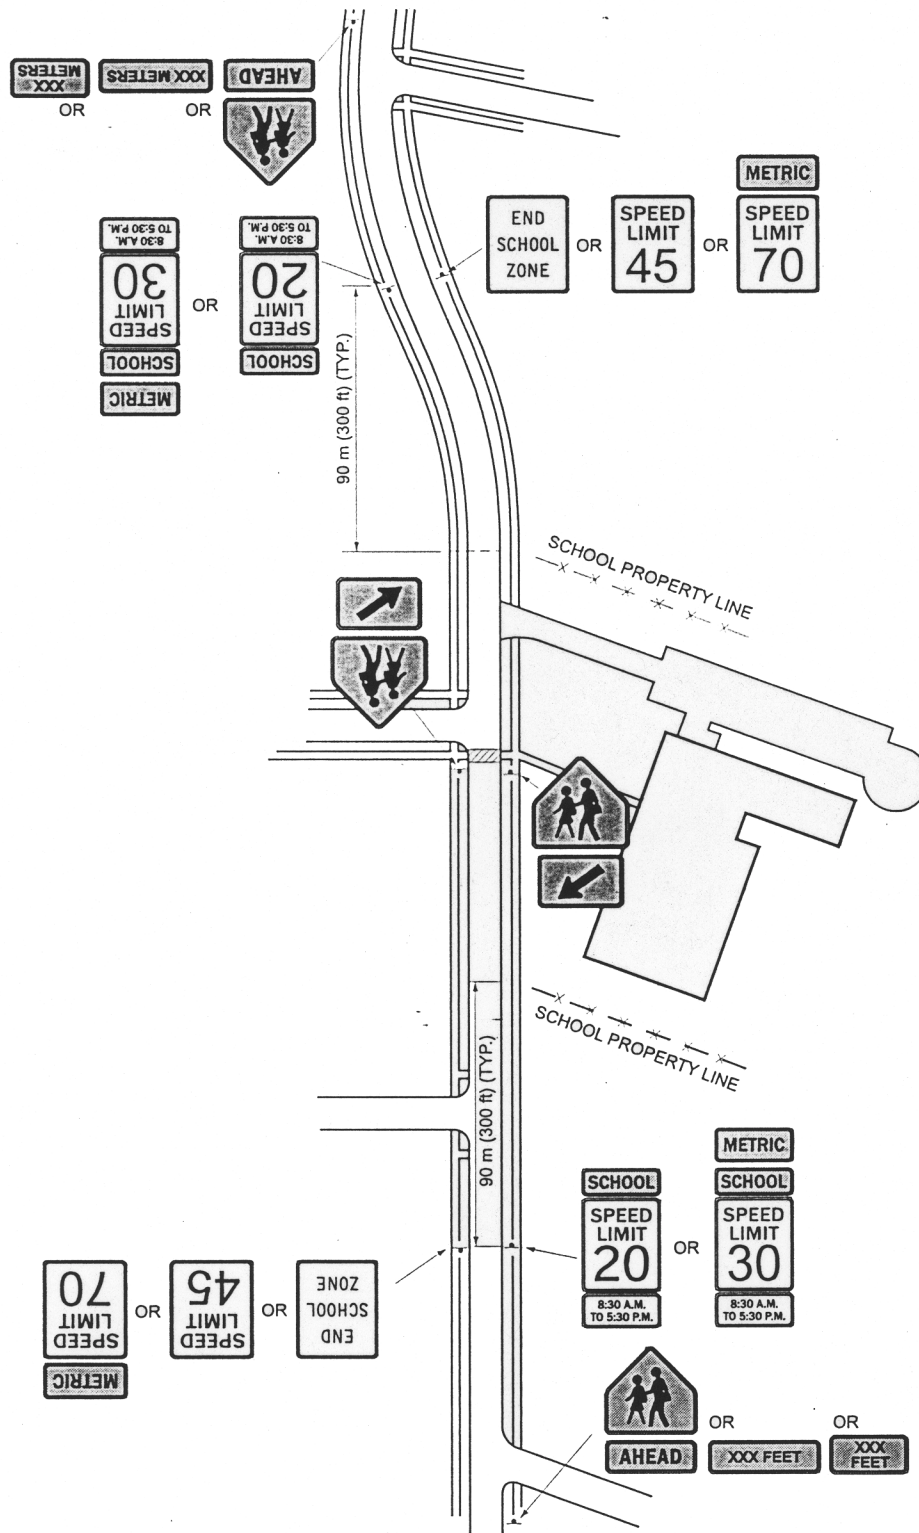 XXX
METERS
XXX METERS
AHEAD
OR
OR
METRIC
END
SCHOOL
ZONE
OR
SPEED
LIMIT
45
OR
SPEED
LIMIT
70
8:30 A.M.
TO 5:30 P.M.
SPEED
LIMIT
30
SCHOOL
METRIC
OR
8:30 A.M.
TO 5:30 P.M.
SPEED
LIMIT
20
SCHOOL
90 m (300 ft) (TYP.)
SCHOOL PROPERTY LINE
SCHOOL PROPERTY LINE
90 m (300 ft) (TYP.)
SCHOOL
SPEED
LIMIT
20
8:30 A.M.
TO 5:30 P.M.
OR
METRIC
SCHOOL
SPEED
LIMIT
30
8:30 A.M.
TO 5:30 P.M.
SPEED
LIMIT
70
METRIC
OR
SPEED
LIMIT
45
OR
END
SCHOOL
ZONE
OR
OR
AHEAD
XXX FEET
XXX
FEET